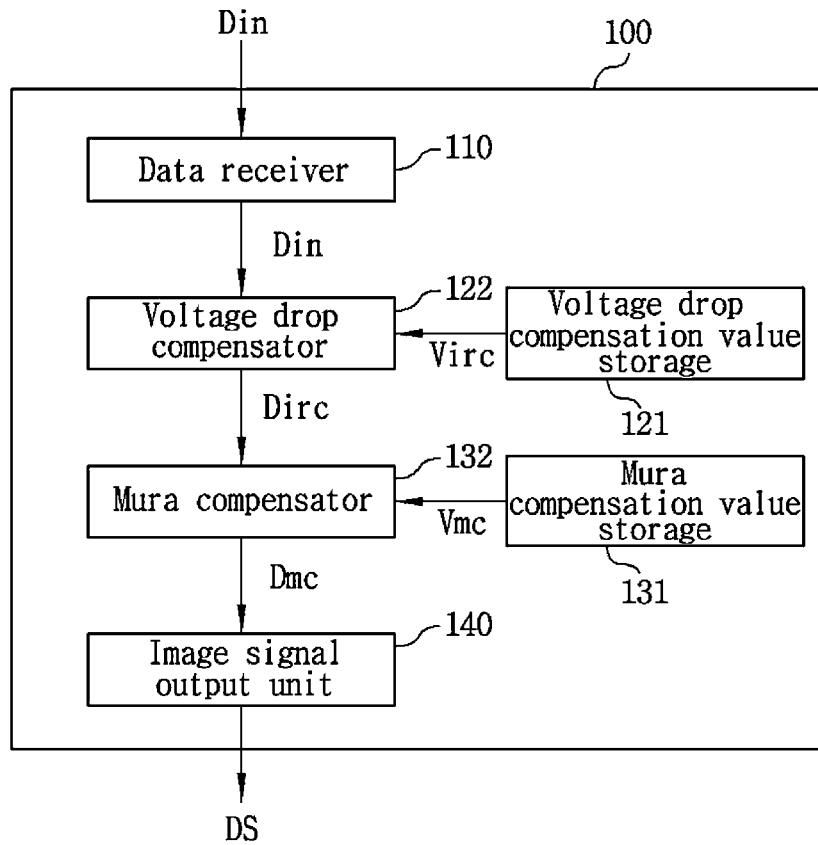 Din
100
Data receiver
110
Din
Voltage drop
compensator
122
Virc
Voltage drop
compensation value
storage
121
Dirc
Mura compensator
132
Vmc
Mura
compensation value
storage
131
Dmc
Image signal
output unit
140
DS